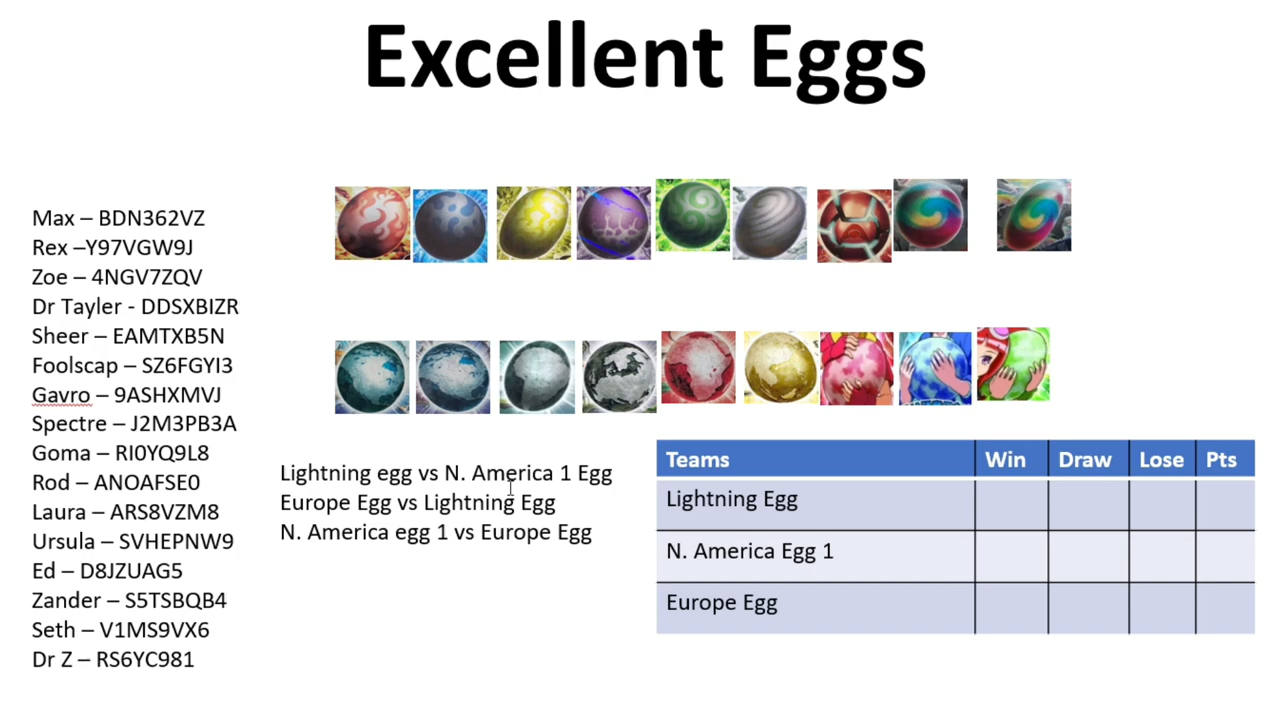 Excellent Eggs
Max – BDN362VZ
Rex –Y97VGW9J
Zoe – 4NGV7ZQV
Dr Tayler - DDSXBIZR
Sheer – EAMTXB5N
Foolscap – SZ6FGYI3
Gavro – 9ASHXMVJ
Spectre – J2M3PB3A
Goma – RI0YQ9L8
Rod – ANOAFSE0
Laura – ARS8VZM8
Ursula – SVHEPNW9
Ed – D8JZUAG5
Zander – S5TSBQB4
Seth – V1MS9VX6
Dr Z – RS6YC981
Lightning egg vs N. America 1 Egg
Europe Egg vs Lightning Egg
N. America egg 1 vs Europe Egg
Teams Win Draw Lose Pts
Lightning Egg
N. America Egg 1
Europe Egg